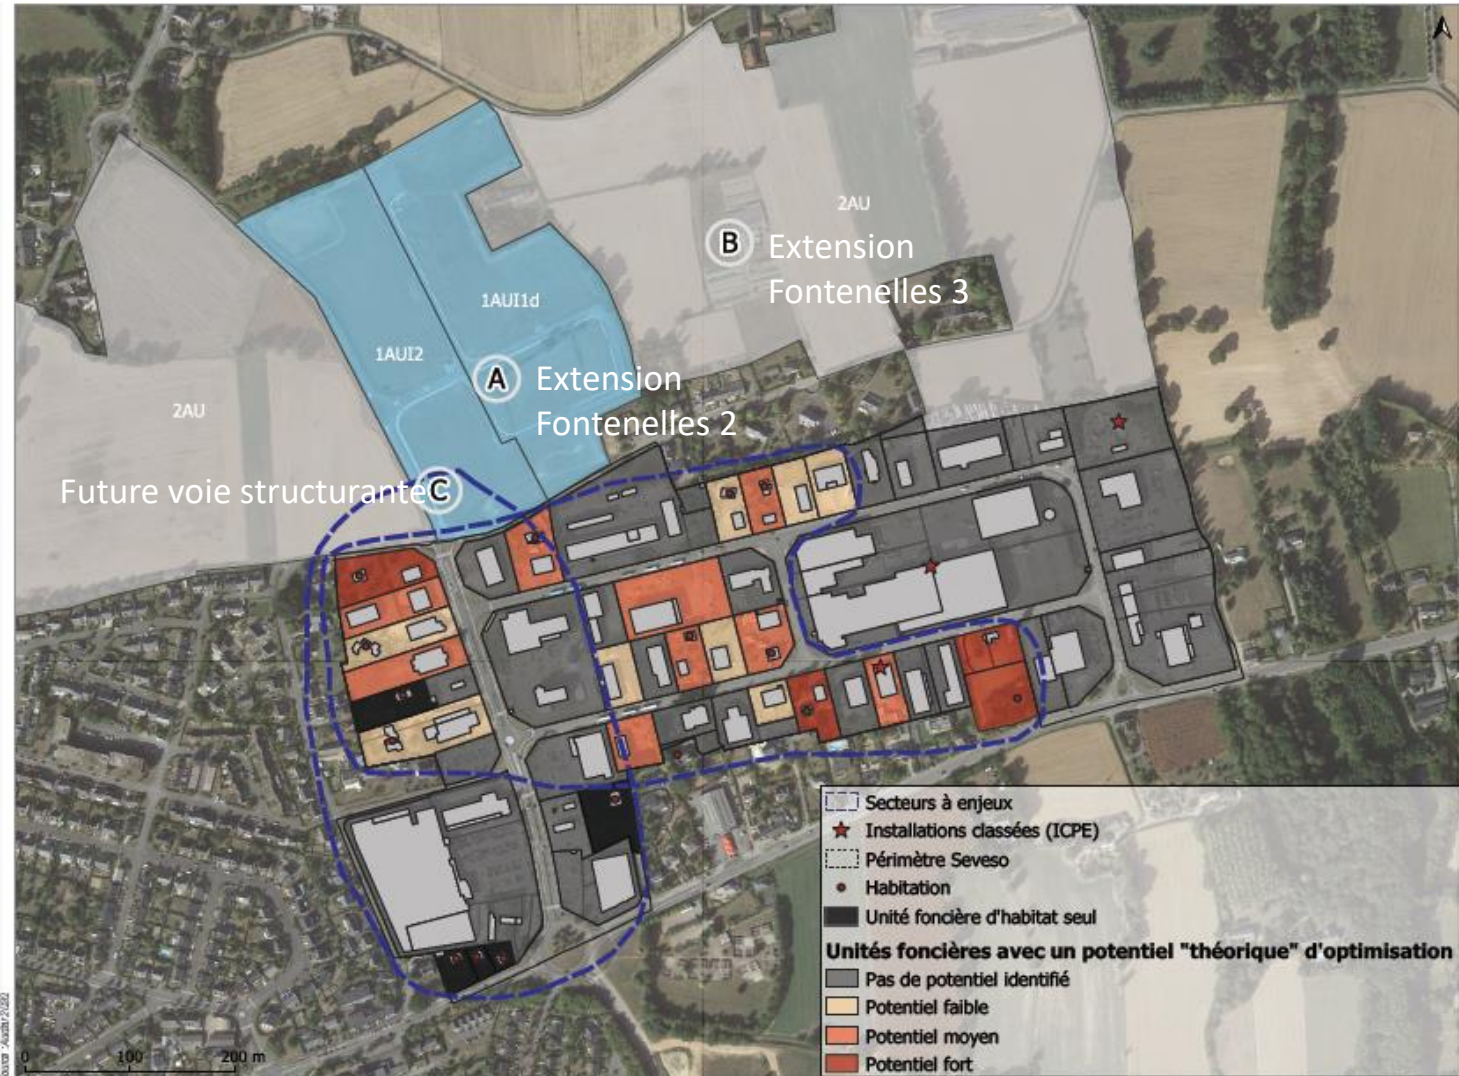 2AU
B
Extension
Fontenelles 3
1AUI1d
1AUI2
A
Extension
Fontenelles 2
2AU
Future voie structurante
C
Secteurs à enjeux
Installations classées (ICPE)
Périmètre Seveso
Habitation
Unité foncière d'habitat seul
Unités foncières avec un potentiel "théorique" d'optimisation
Pas de potentiel identifié
Potentiel faible
Potentiel moyen
Potentiel fort
0 100 200 m